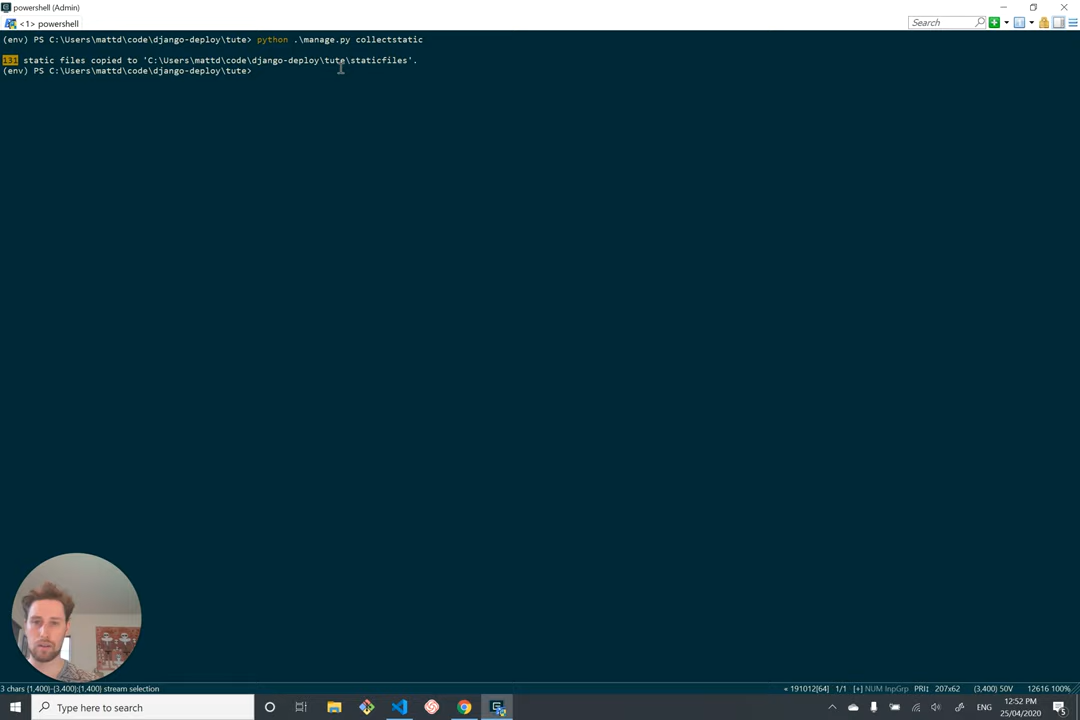 powershell (Admin)
<1> powershell
Search
(env) PS C:\Users\mattd\code\django-deploy\tute> python .\manage.py collectstatic
131 static files copied to 'C:\Users\mattd\code\django-deploy\tute\staticfiles'.
(env) PS C:\Users\mattd\code\django-deploy\tute>
3 chars (1,400)-(3,400):(1,400) stream selection
« 191012[64] 1/1 [+] NUM InpGrp PRI: 207x62 (3,400) 50V 12616 100%
Type here to search
ENG
12:52 PM
25/04/2020
5